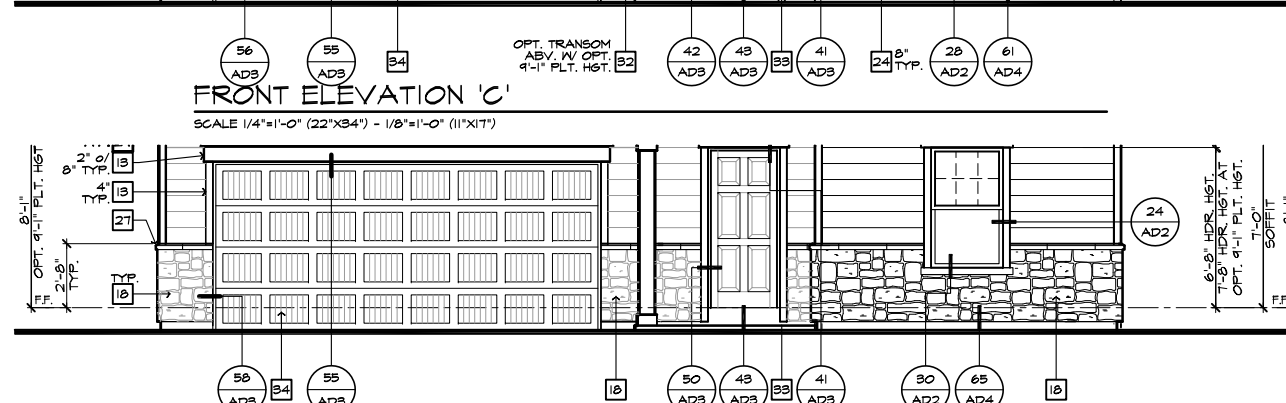 56
AD3
55
AD3
34
OPT. TRANSOM
ABV. W/ OPT.
9'-1" PLT. HGT.
32
42
AD3
43
AD3
33
41
AD3
24
8"
TYP.
28
AD2
61
AD4
FRONT ELEVATION 'C'
SCALE 1/4"=1'-0" (22"X34") - 1/8"=1'-0" (11"X17")
8'-1"
OPT. 9'-1" PLT. HGT
2" o/
8" TYP.
13
4"
TYP.
13
27
2'-8"
TYP.
TYP.
18
F.F.
24
AD2
6'-8" HDR. HGT.
7'-8" HDR. HGT. AT
OPT. 9'-1" PLT. HGT.
7'-0"
SOFFIT
F.F.
58
AD3
34
55
AD3
18
50
AD3
43
AD3
33
41
AD3
30
AD2
65
AD4
18